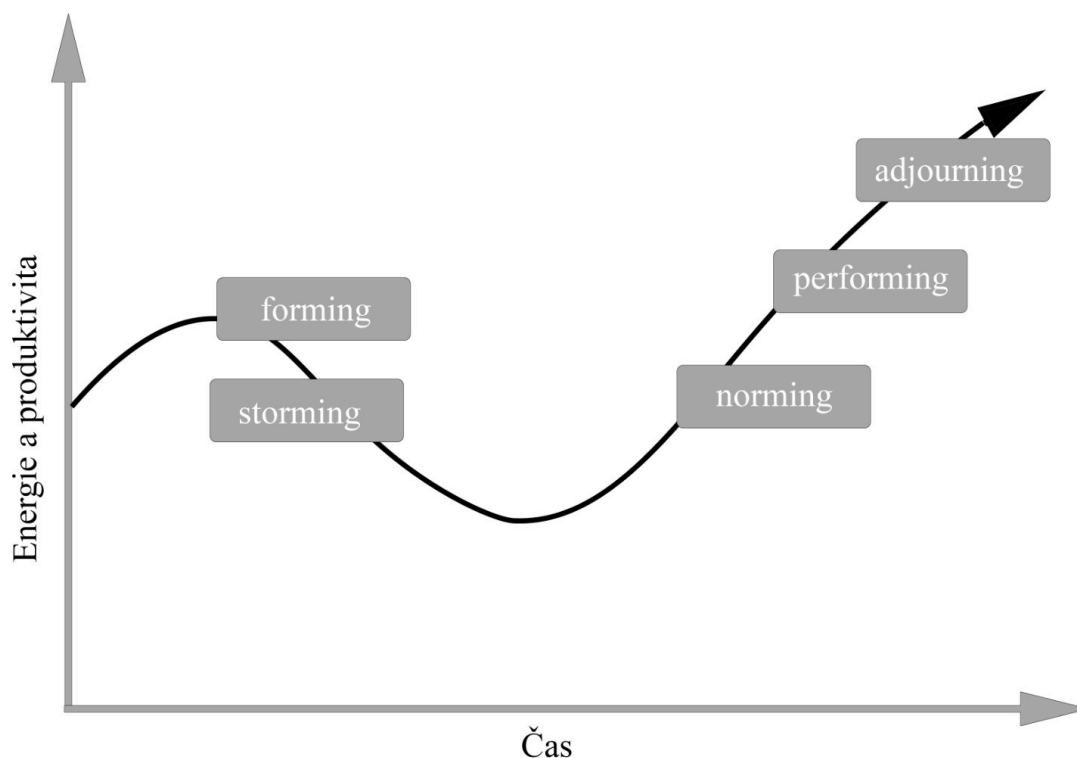 Energie a produktivita
adjourning
performing
forming
norming
storming
Čas